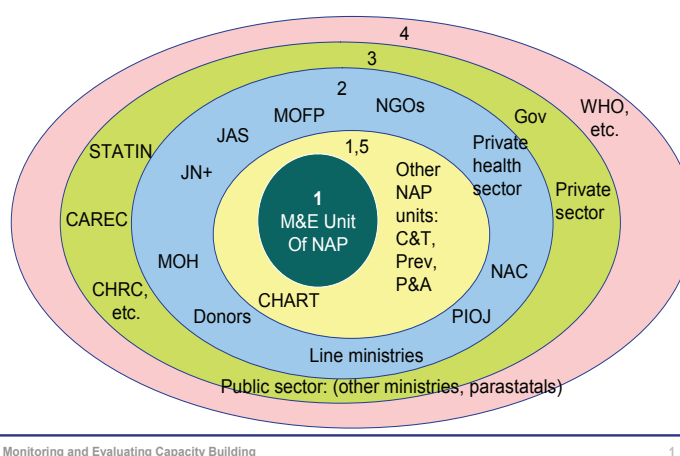 4
3
2
NGOs
MOFP
WHO,
etc.
Gov
JAS
STATIN
1,5
Private
health
sector
JN+
Other
NAP
units:
C&T,
Prev,
P&A
1
M&E Unit
Of NAP
Private
sector
CAREC
MOH
NAC
CHRC,
etc.
CHART
Donors
PIOJ
Line ministries
Public sector: (other ministries, parastatals)
Monitoring and Evaluating Capacity Building
1